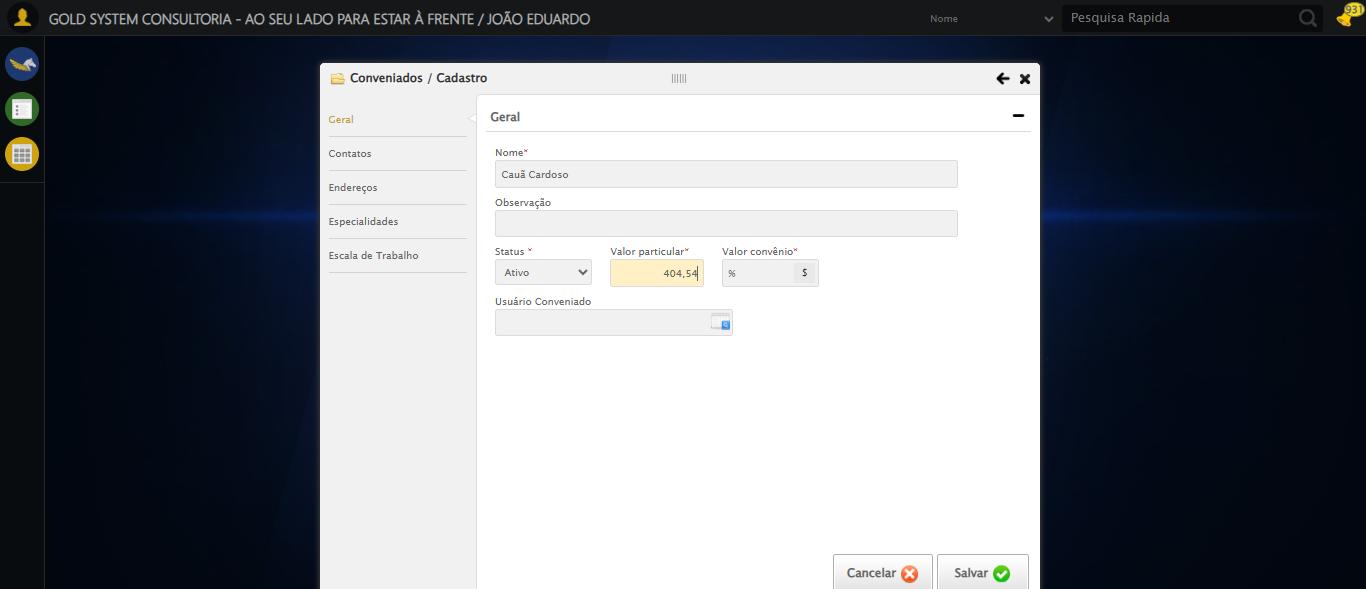 GOLD SYSTEM CONSULTORIA - AO SEU LADO PARA ESTAR À FRENTE / JOÃO EDUARDO
Nome
Pesquisa Rapida
931
Conveniados / Cadastro
Geral
Contatos
Endereços
Especialidades
Escala de Trabalho
Geral
Nome*
Cauã Cardoso
Observação
Status * Valor particular* Valor convênio*
Ativo 404,54 % $
Usuário Conveniado
Cancelar Salvar